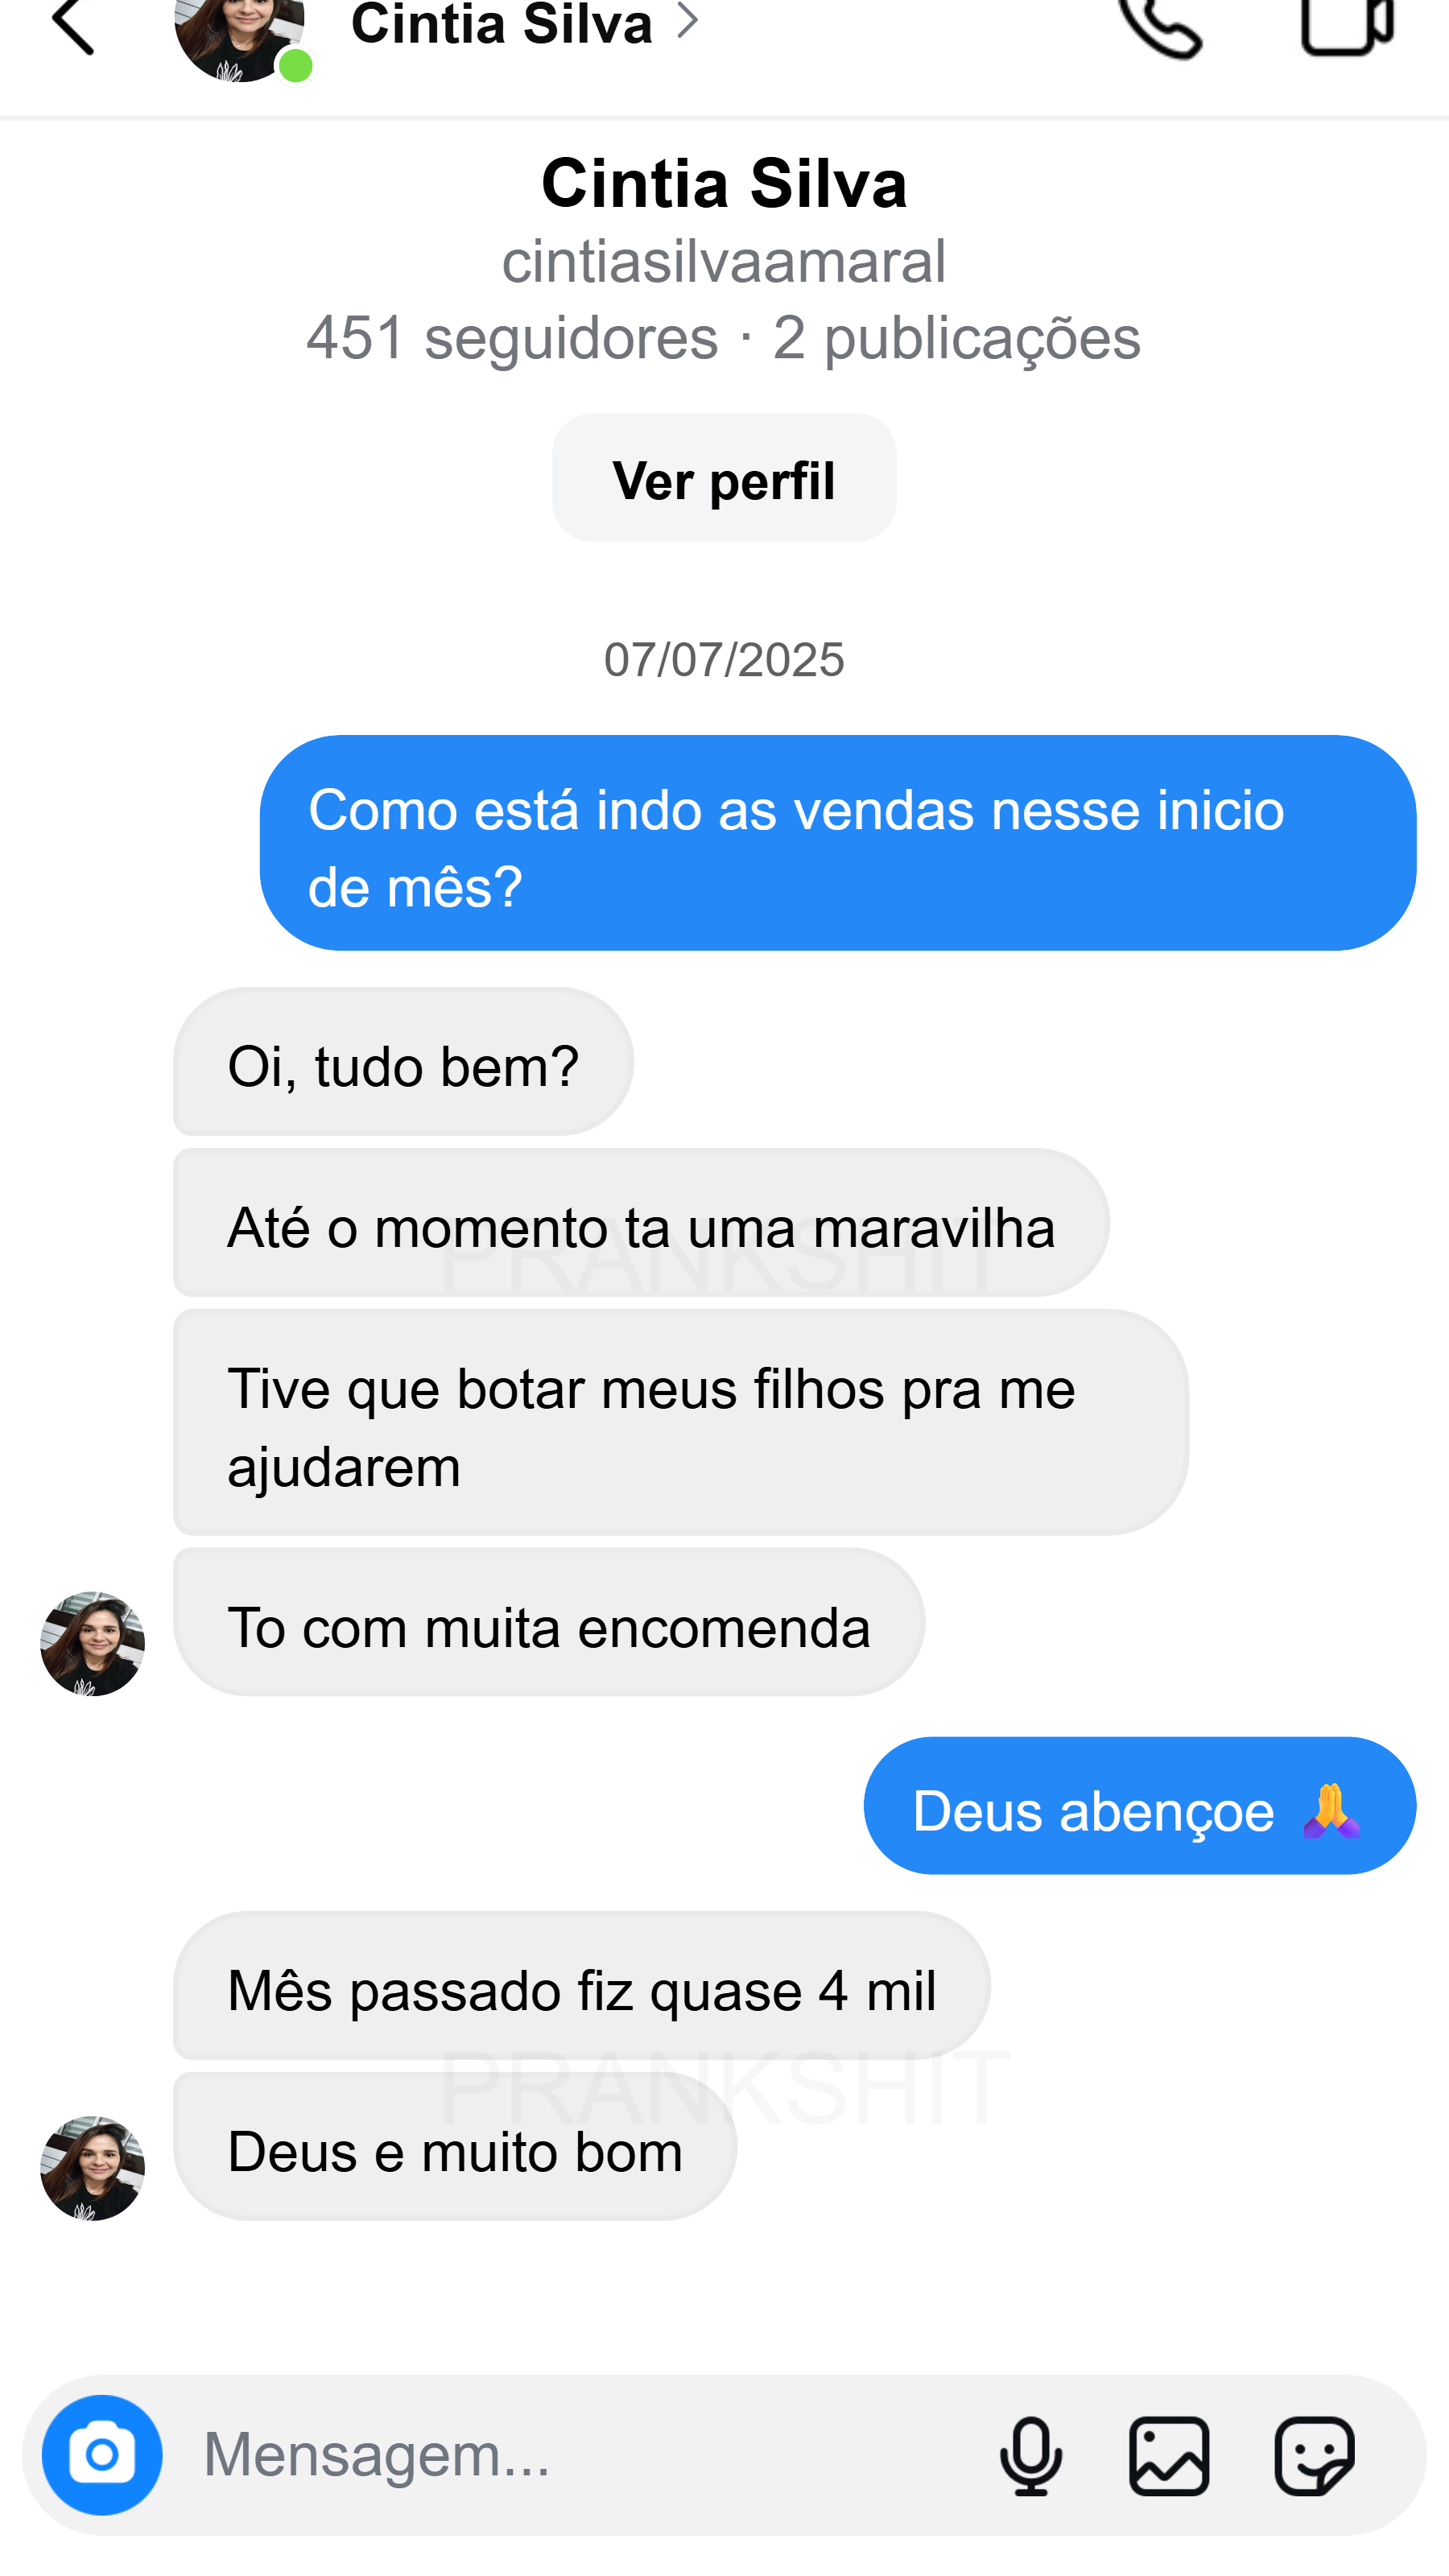 Cintia Silva
Cintia Silva
cintiasilvaamaral
451 seguidores · 2 publicações
Ver perfil
07/07/2025
Como está indo as vendas nesse inicio
de mês?
Oi, tudo bem?
Até o momento ta uma maravilha
PRANKSHIT
Tive que botar meus filhos pra me
ajudarem
To com muita encomenda
Deus abençoe 🙏
Mês passado fiz quase 4 mil
PRANKSHIT
Deus e muito bom
Mensagem...